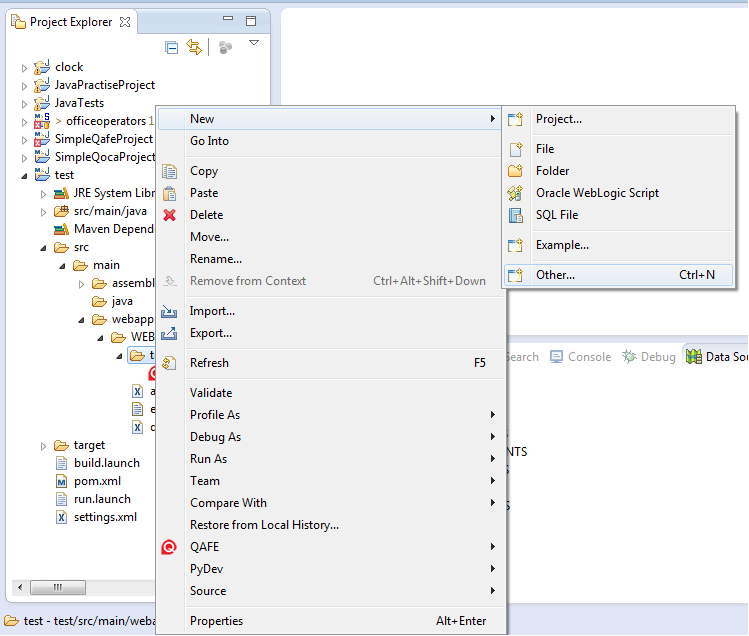 Project Explorer
clock
JavaPractiseProject
JavaTests
> officeoperators 1
SimpleQafeProject
SimpleQocaProject
test
JRE System Libr
src/main/java
Maven Depend
src
main
assembl
java
webapp
WEB
t
a
e
target
build.launch
pom.xml
run.launch
settings.xml
test - test/src/main/weba
New
Go Into
Copy
Paste
Delete
Move...
Rename...
Remove from Context Ctrl+Alt+Shift+Down
Import...
Export...
Refresh F5
Validate
Profile As
Debug As
Run As
Team
Compare With
Restore from Local History...
QAFE
PyDev
Source
Properties Alt+Enter
Project...
File
Folder
Oracle WebLogic Script
SQL File
Example...
Other... Ctrl+N
Search Console Debug Data Sou
NTS
S